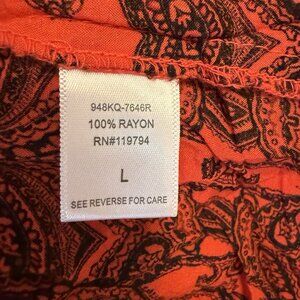 948KQ-7646R
100% RAYON
RN#119794
L
SEE REVERSE FOR CARE